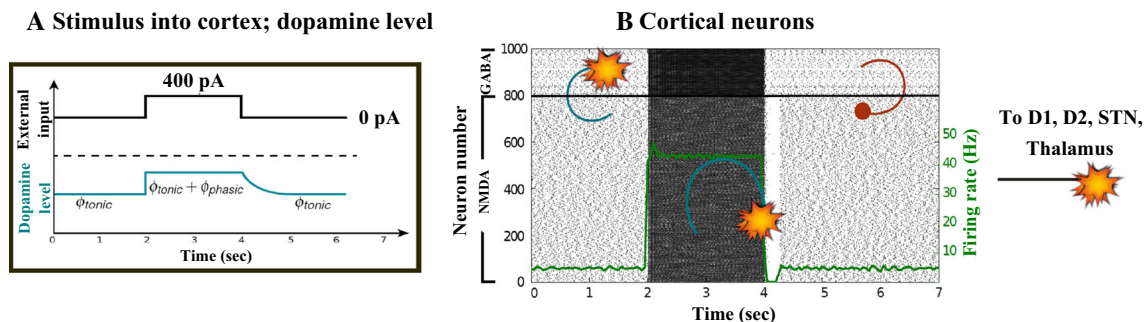 A Stimulus into cortex; dopamine level
400 pA
External
input
0 pA
Dopamine
level
ϕtonic
ϕtonic + ϕphasic
ϕtonic
0 1 2 3 4 5 6 7
Time (sec)
B Cortical neurons
Neuron number
GABA
NMDA
1000
800
600
400
200
0
0 1 2 3 4 5 6 7
Time (sec)
50
40
30
20
10
Firing rate (Hz)
To D1, D2, STN,
Thalamus